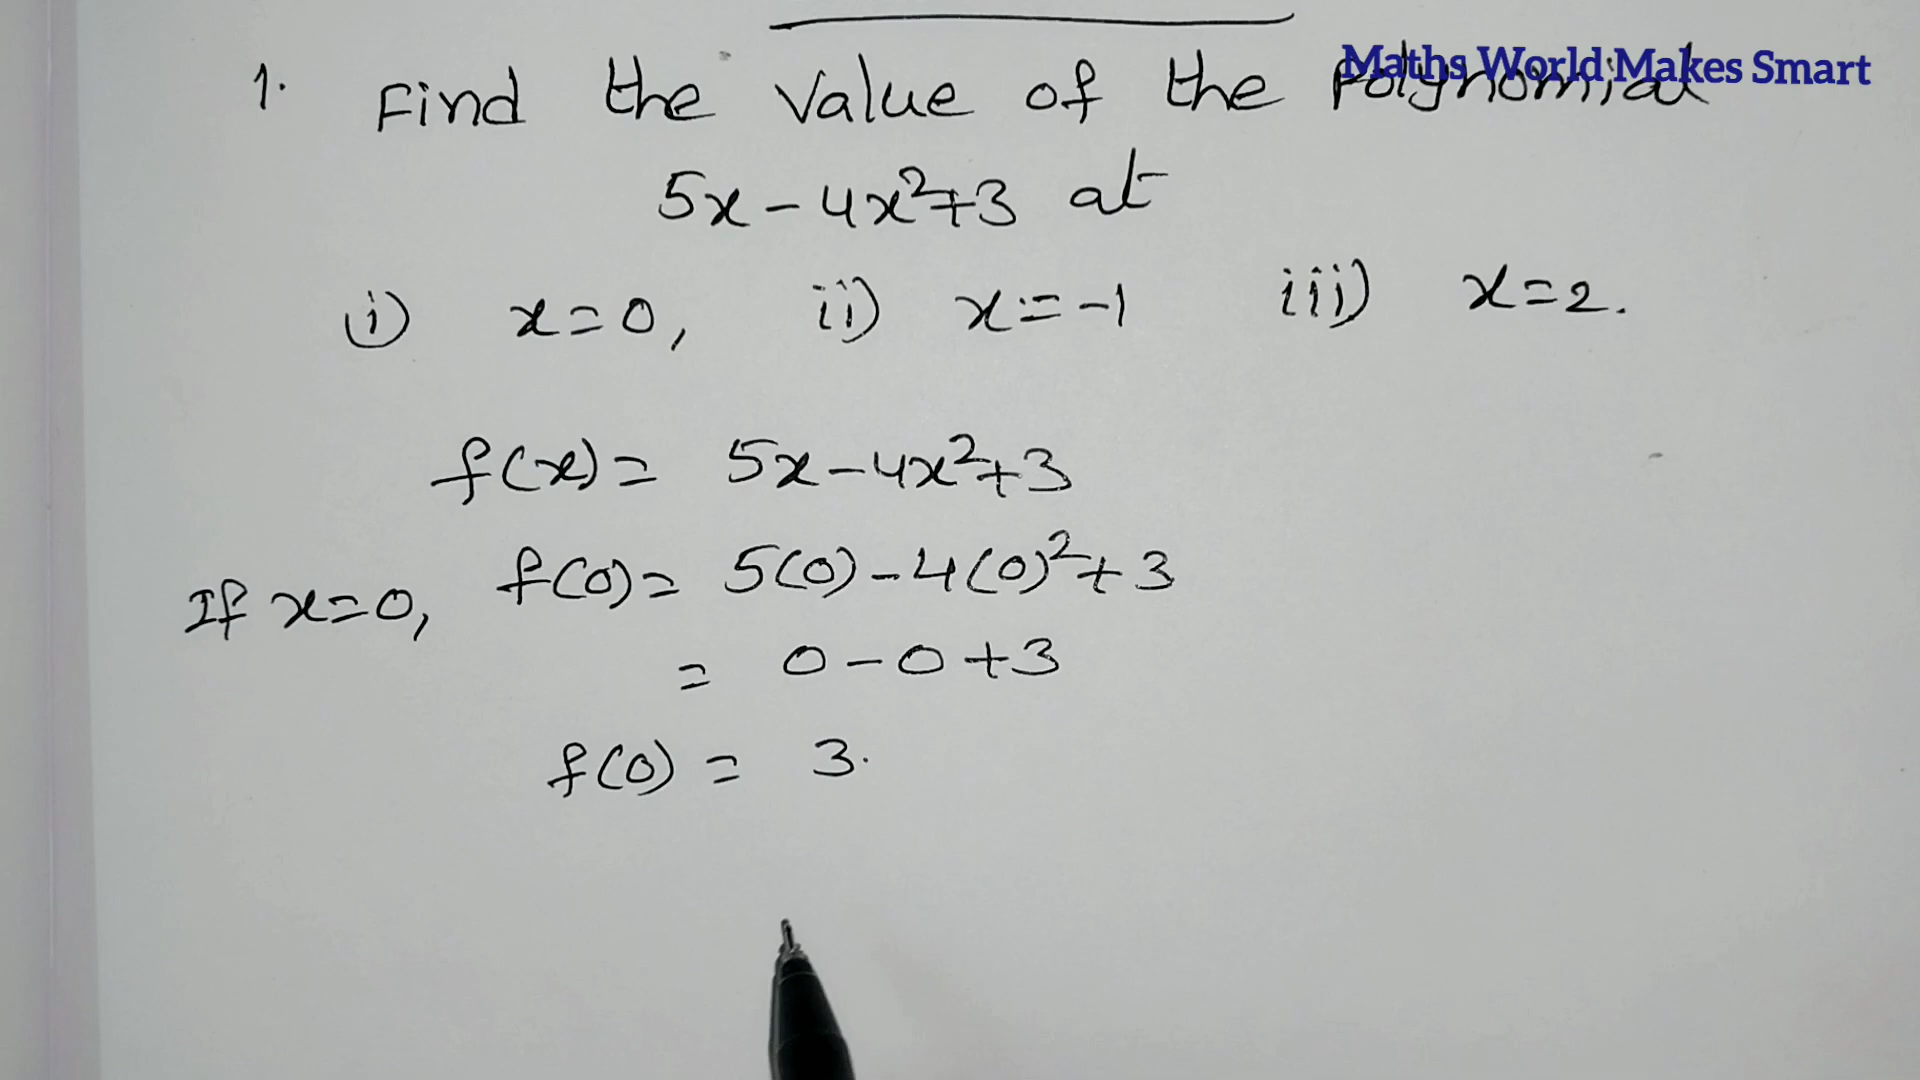 Maths World Makes Smart
1. Find the value of the Polynomial
5x - 4x²+3 at
i) x=0, ii) x=-1 iii) x=2.
f(x)= 5x-4x²+3
If x=0, f(0)= 5(0)-4(0)²+3
= 0-0+3
f(0) = 3.